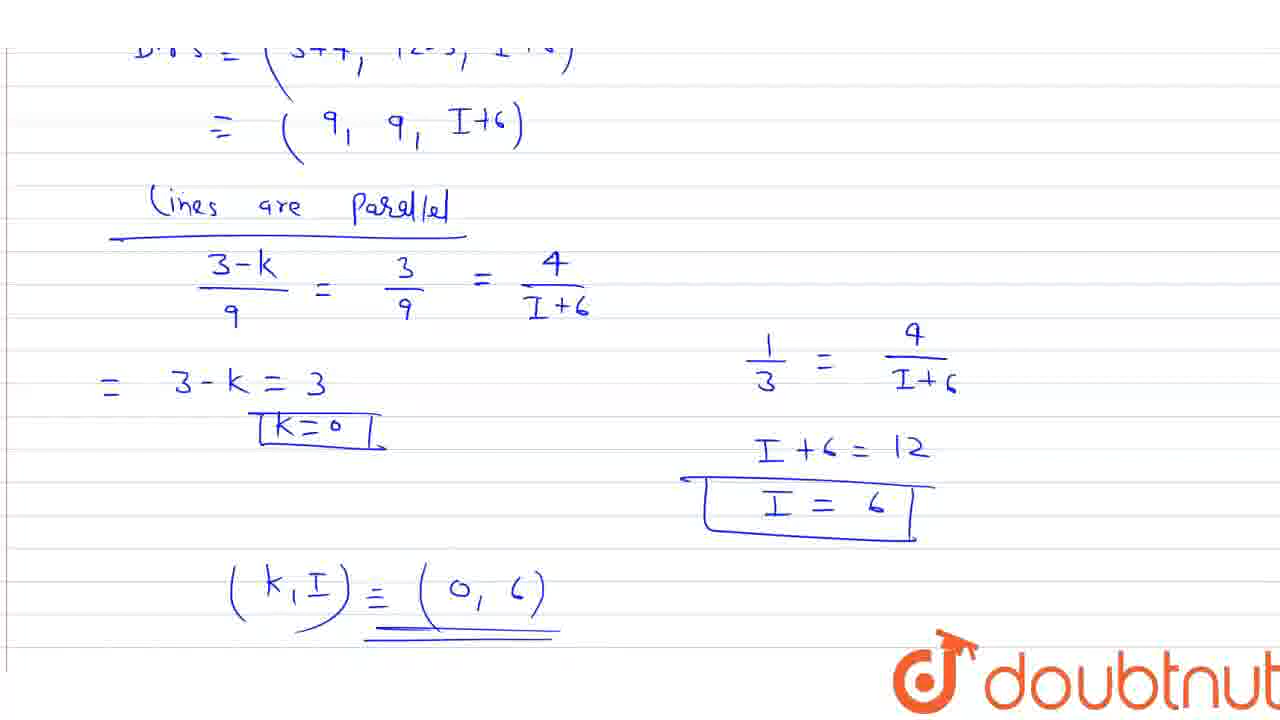 ≡ ( 9, 9, I+6)
Lines are Parallel
3-k/9 = 3/9 = 4/I+6
= 3-k = 3
k=0
1/3 = 4/I+6
I+6 = 12
I = 6
(k, I) ≡ (0, 6)
doubtnut